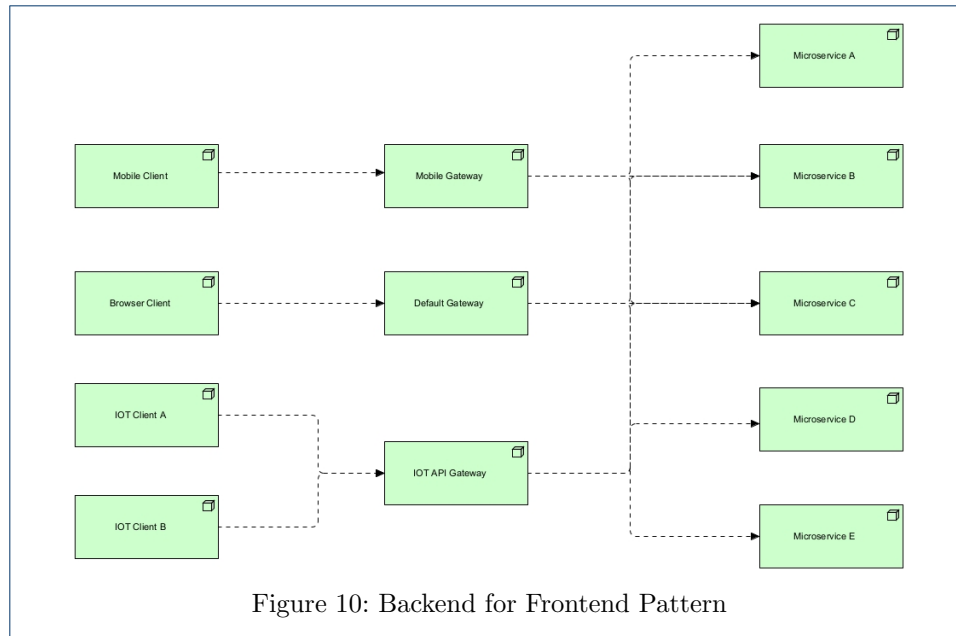 Microservice A
Mobile Client
Mobile Gateway
Microservice B
Browser Client
Default Gateway
Microservice C
IOT Client A
Microservice D
IOT API Gateway
IOT Client B
Microservice E
Figure 10: Backend for Frontend Pattern